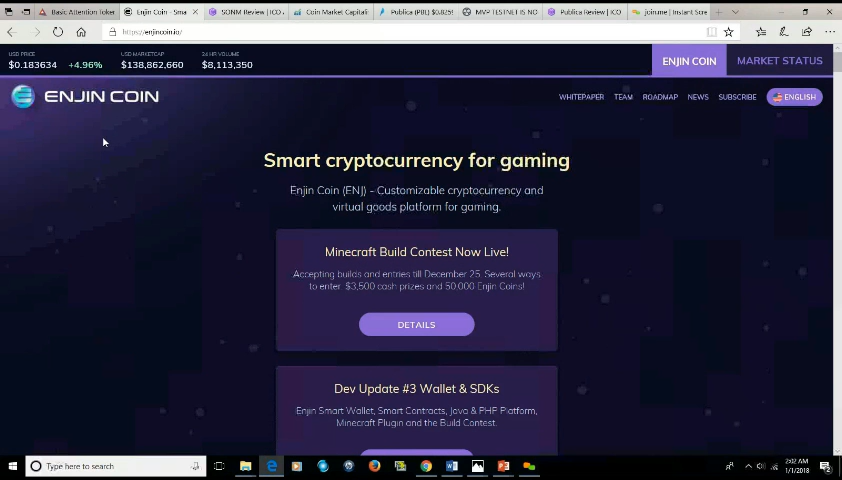 Basic Attention Token
Enjin Coin - Sma
SONM Review | ICO
Coin Market Capitali
Publica (PBL) $0.825
MVP TESTNET IS NO
Publica Review | ICO
join.me | Instant Scre
https://enjincoin.io/
USD PRICE
USD MARKETCAP
24 HR VOLUME
$0.183634 +4.96%
$138,862,660
$8,113,350
ENJIN COIN
MARKET STATUS
ENJIN COIN
WHITEPAPER
TEAM
ROADMAP
NEWS
SUBSCRIBE
ENGLISH
Smart cryptocurrency for gaming
Enjin Coin (ENJ) - Customizable cryptocurrency and
virtual goods platform for gaming.
Minecraft Build Contest Now Live!
Accepting builds and entries till December 25. Several ways
to enter. $3,500 cash prizes and 50,000 Enjin Coins!
DETAILS
Dev Update #3 Wallet & SDKs
Enjin Smart Wallet, Smart Contracts, Java & PHP Platform,
Minecraft Plugin and the Build Contest.
Type here to search
2:02 AM
1/1/2018